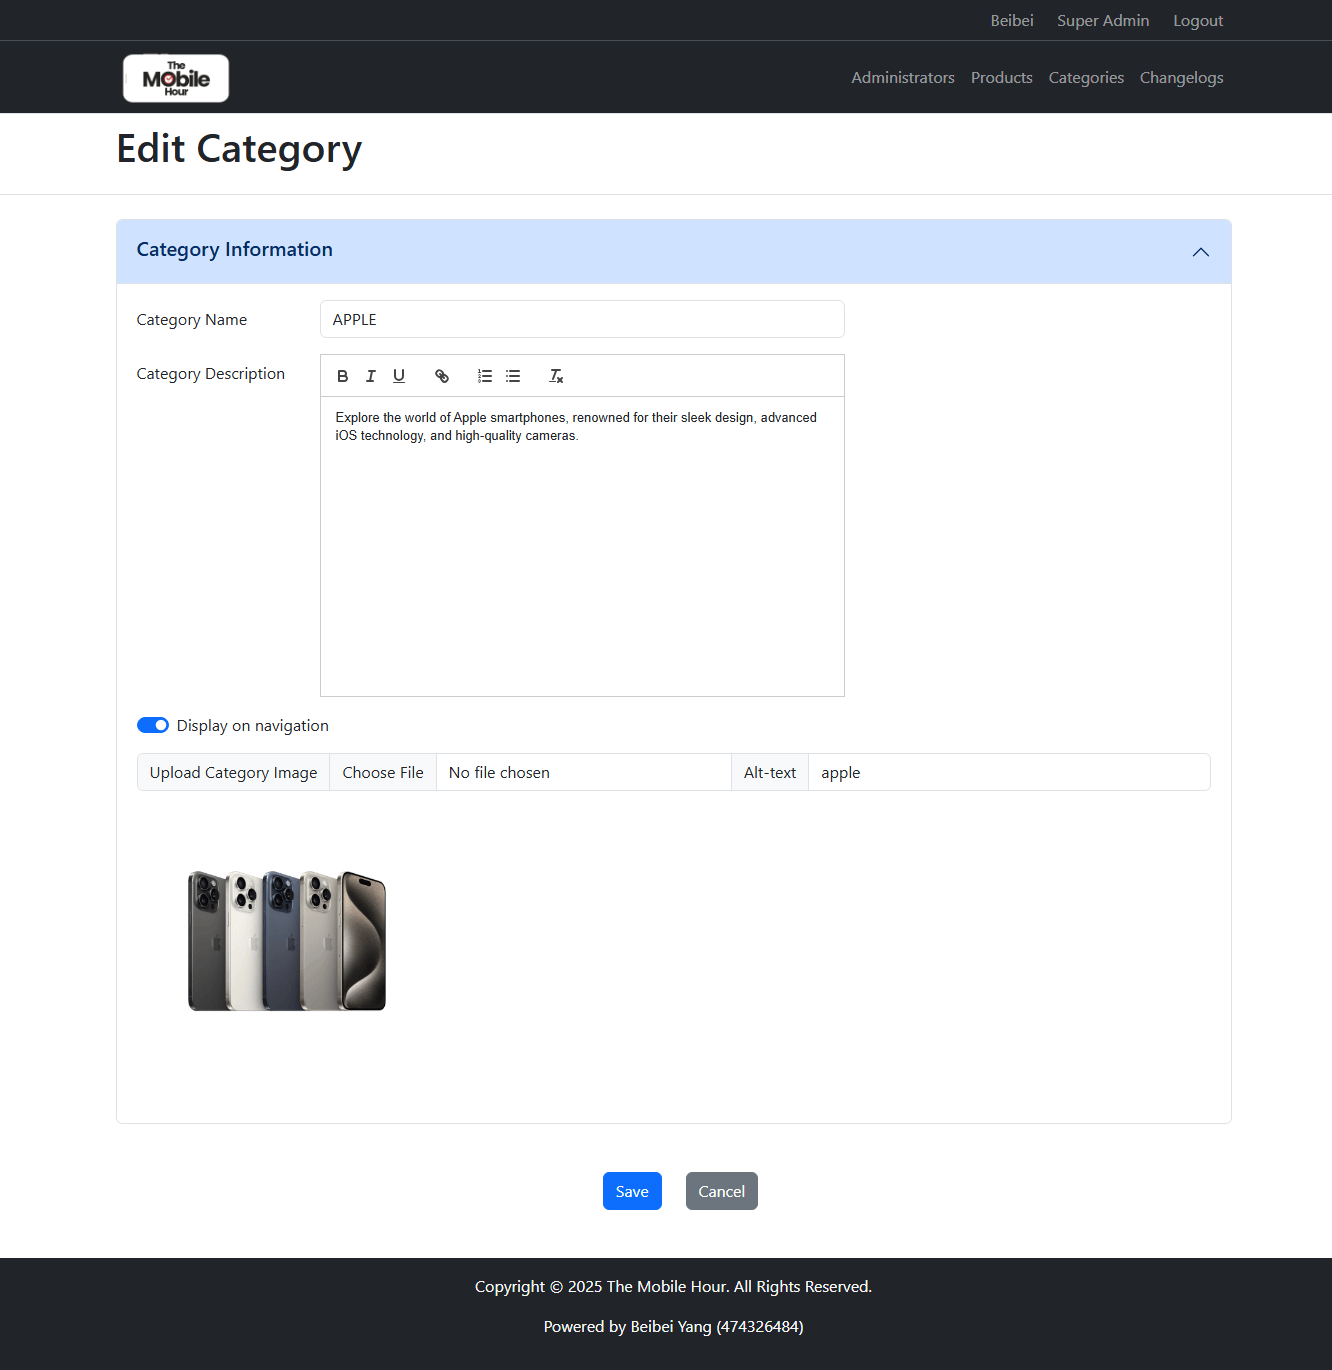 Beibei Super Admin Logout
The
Mobile
Hour
Administrators Products Categories Changelogs
Edit Category
Category Information
Category Name APPLE
Category Description
Explore the world of Apple smartphones, renowned for their sleek design, advanced
iOS technology, and high-quality cameras.
Display on navigation
Upload Category Image Choose File No file chosen Alt-text apple
Save Cancel
Copyright © 2025 The Mobile Hour. All Rights Reserved.
Powered by Beibei Yang (474326484)